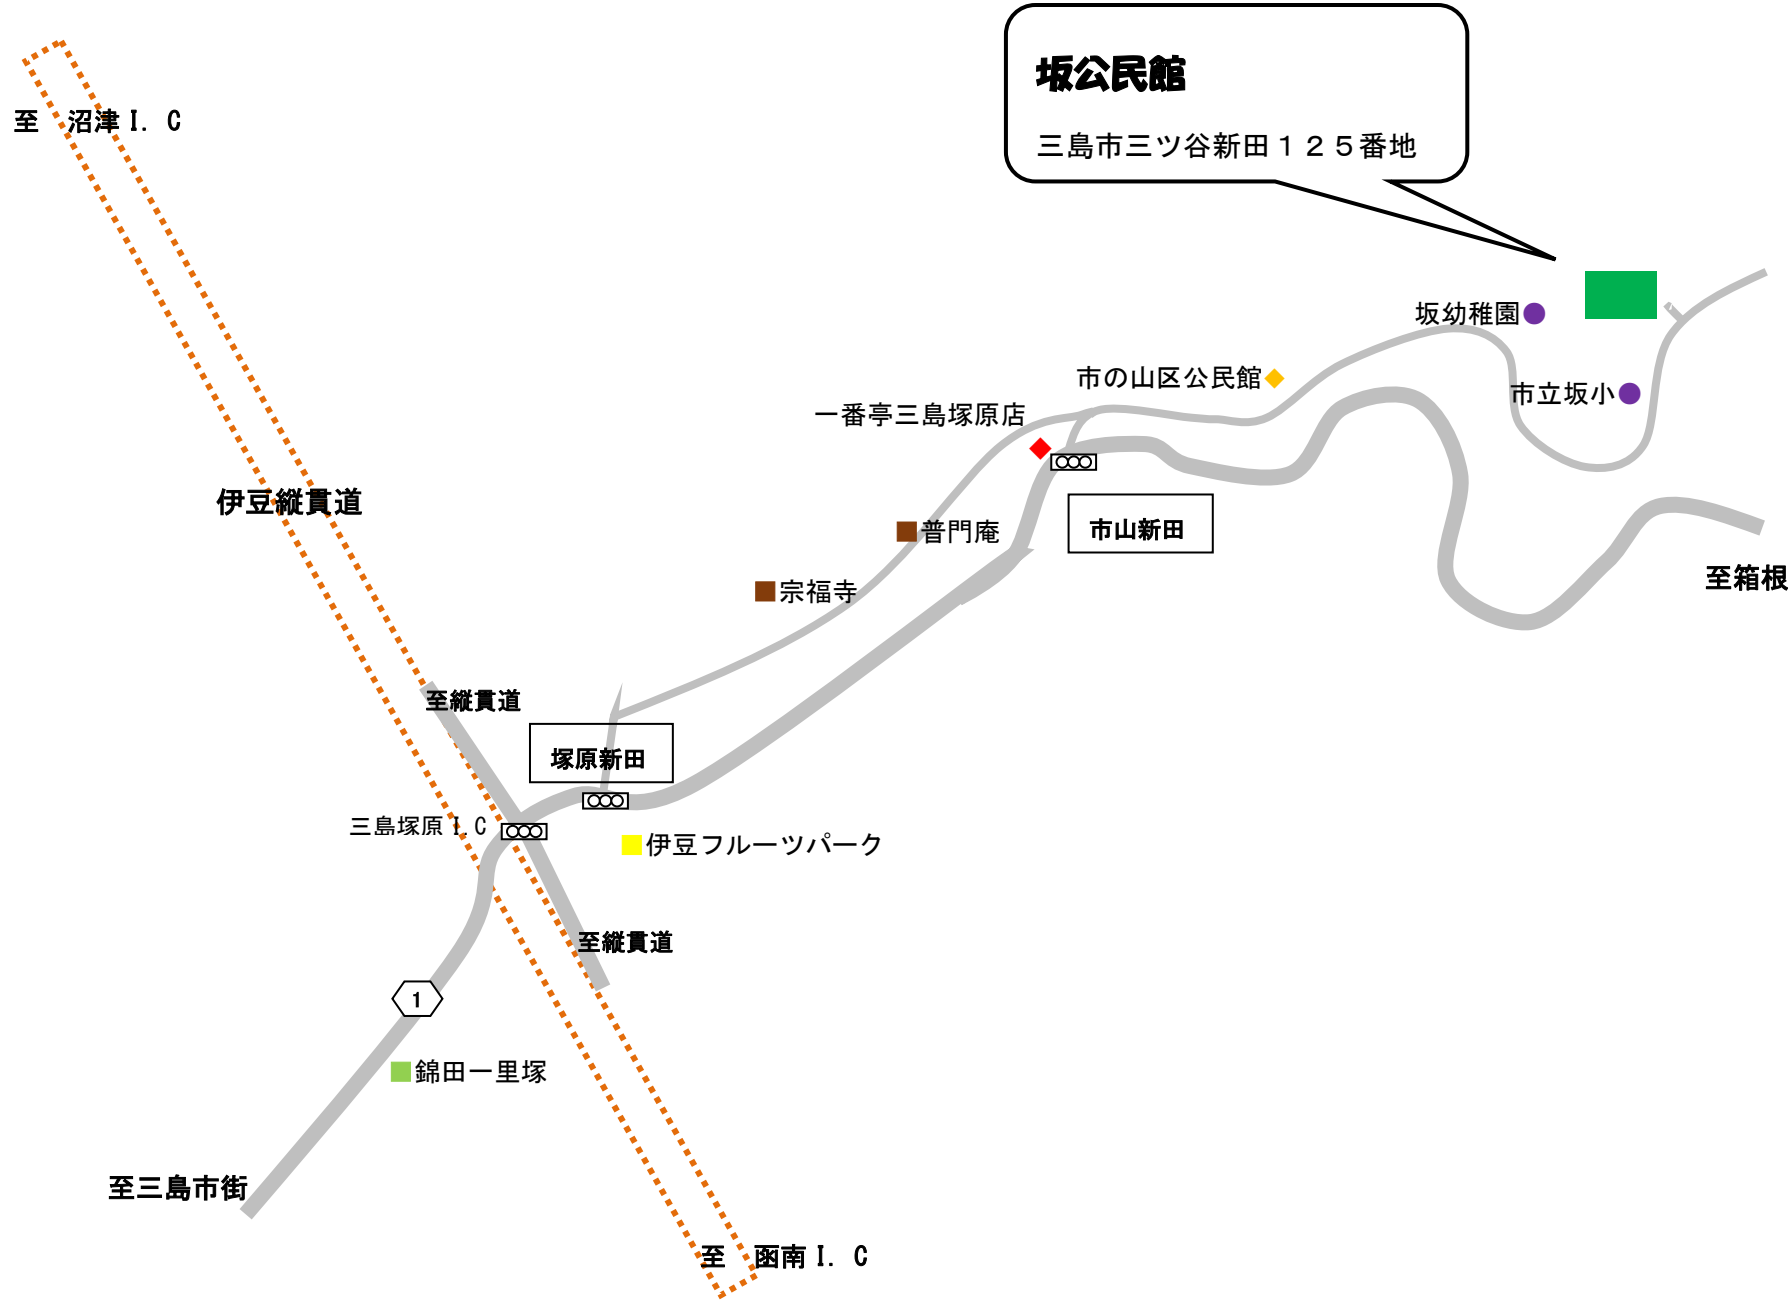 坂公民館
三島市三ツ谷新田１２５番地
至　沼津I. C
坂幼稚園
市の山区公民館
市立坂小
一番亭三島塚原店
伊豆縦貫道
普門庵
市山新田
至箱根
宗福寺
至縦貫道
塚原新田
三島塚原I.C
伊豆フルーツパーク
至縦貫道
1
錦田一里塚
至三島市街
至　函南I. C